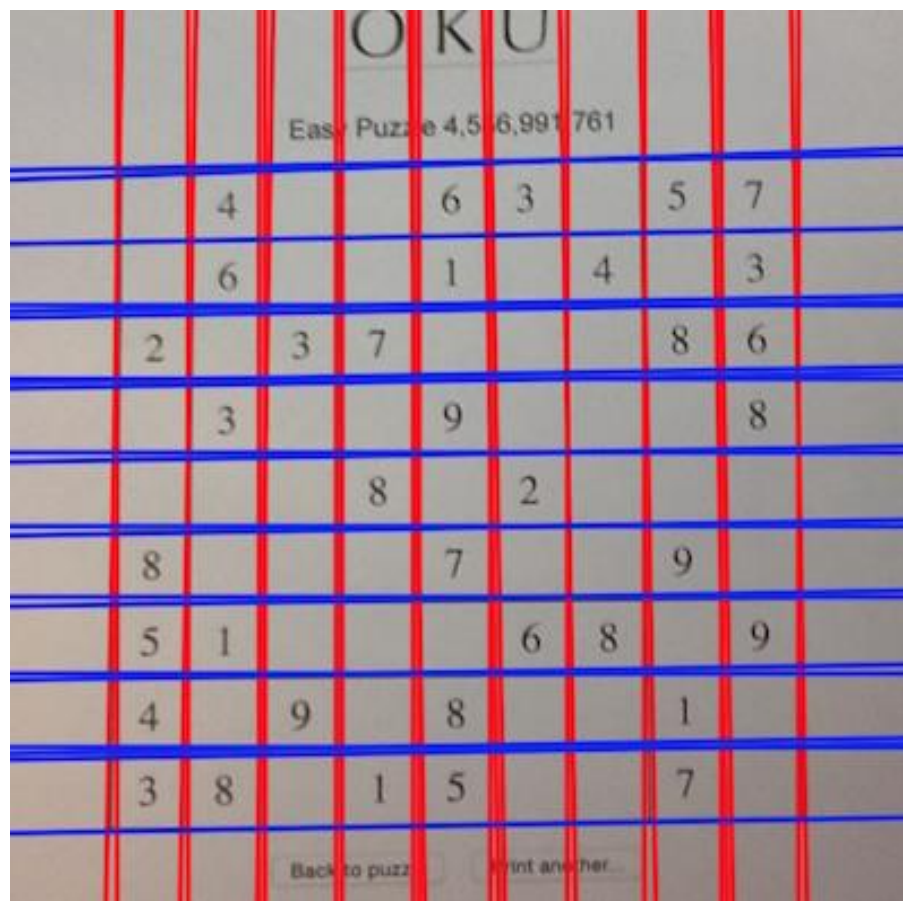 OKU
Easy Puzzle 4,5 6,991,761
4 6 3 5 7
6 1 4 3
2 3 7 8 6
3 9 8
8 2
8 7 9
5 1 6 8 9
4 9 8 1
3 8 1 5 7
Back to puzzle Print another...